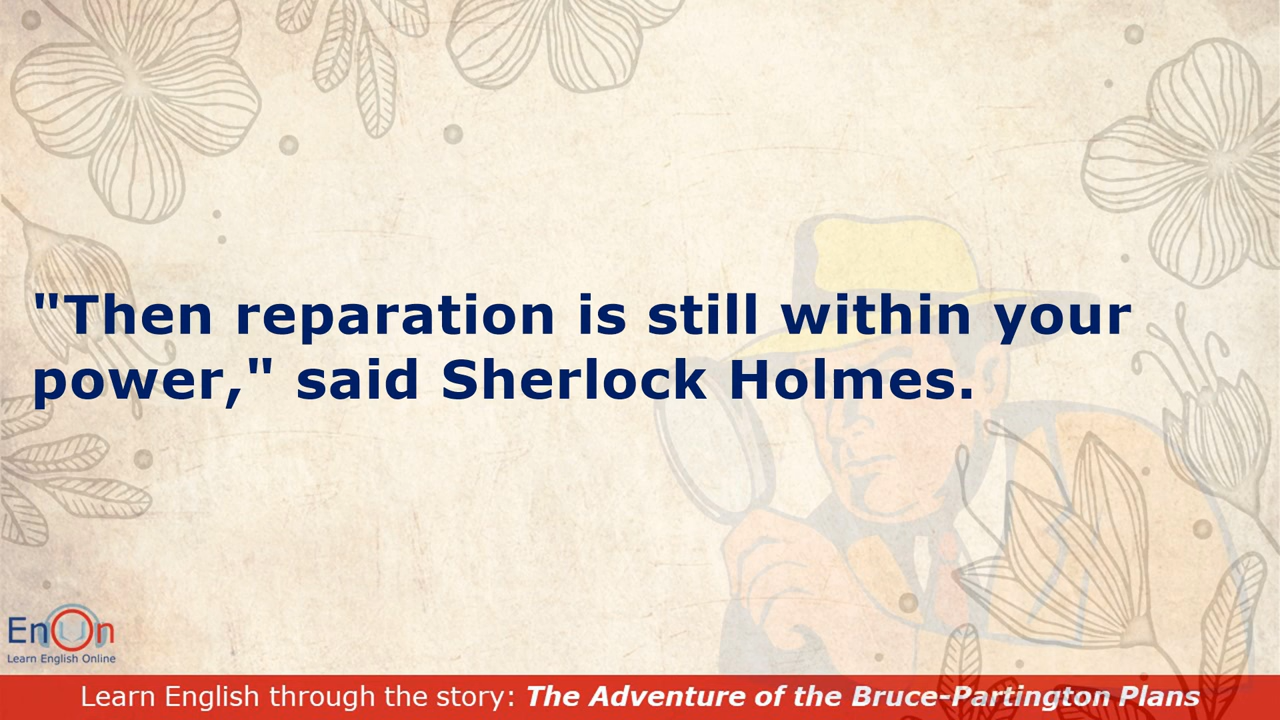 "Then reparation is still within your
power," said Sherlock Holmes.
EnOn
Learn English Online
Learn English through the story: The Adventure of the Bruce-Partington Plans